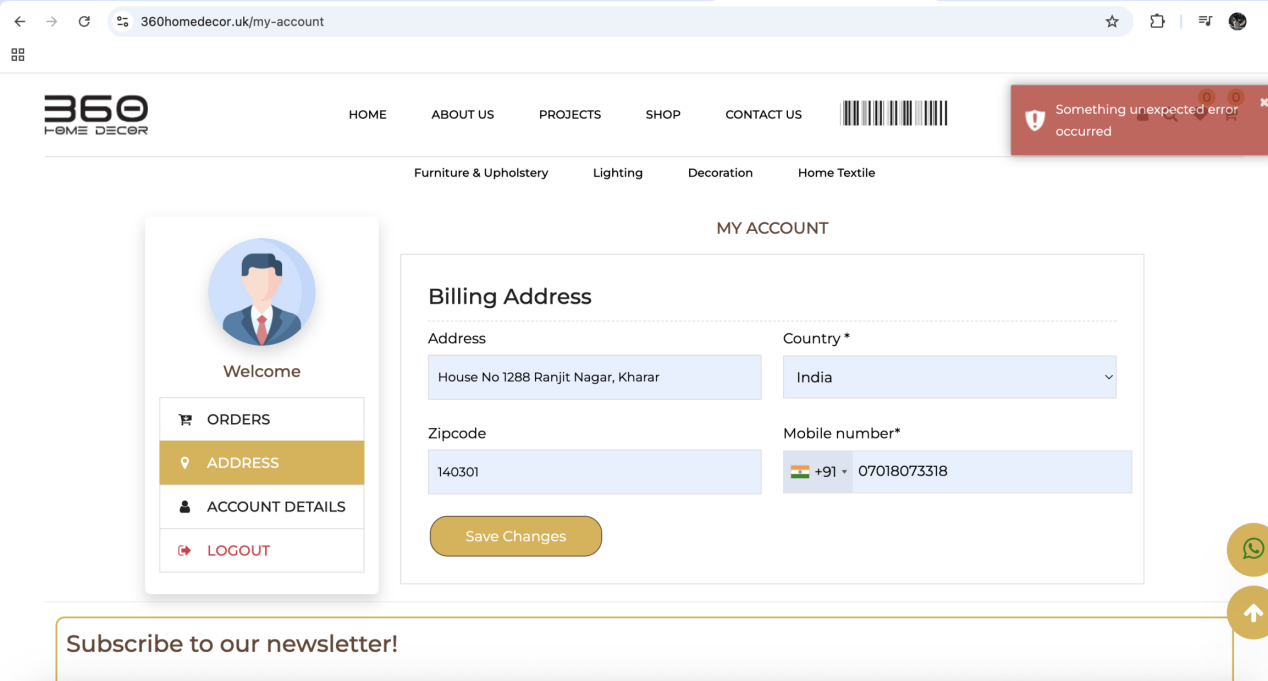 360homedecor.uk/my-account
360
HOME DECOR
HOME ABOUT US PROJECTS SHOP CONTACT US
0 0
Something unexpected error
occurred
Furniture & Upholstery Lighting Decoration Home Textile
MY ACCOUNT
Welcome
ORDERS
ADDRESS
ACCOUNT DETAILS
LOGOUT
Billing Address
Address
House No 1288 Ranjit Nagar, Kharar
Country *
India
Zipcode
140301
Mobile number*
+91 07018073318
Save Changes
Subscribe to our newsletter!